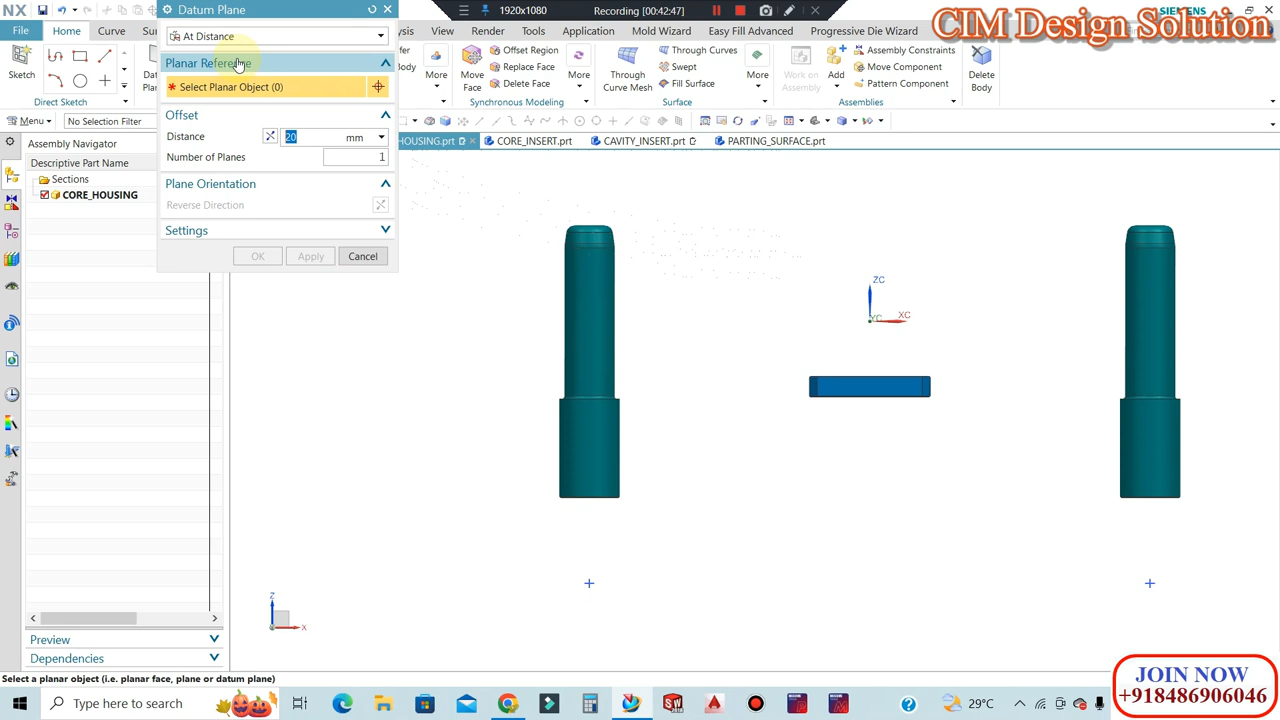 NX
Datum Plane
1920x1080
Recording [00:42:47]
SIEMENS
CIM Design Solution
File
Home
Curve
View
Render
Tools
Application
Mold Wizard
Easy Fill Advanced
Progressive Die Wizard
At Distance
Sketch
Direct Sketch
Body
More
Move
Face
Offset Region
Replace Face
Delete Face
More
Synchronous Modeling
Through
Curve Mesh
Through Curves
Swept
Fill Surface
More
Surface
Work on
Assembly
Add
Assembly Constraints
Move Component
Pattern Component
Assemblies
Delete
Body
Planar Reference
* Select Planar Object (0)
Menu
No Selection Filter
Offset
Distance
20
mm
Number of Planes
1
Plane Orientation
Reverse Direction
Settings
OK
Apply
Cancel
HOUSING.prt
CORE_INSERT.prt
CAVITY_INSERT.prt
PARTING_SURFACE.prt
Assembly Navigator
Descriptive Part Name
Sections
CORE_HOUSING
ZC
XC
YC
Z
X
Preview
Dependencies
Select a planar object (i.e. planar face, plane or datum plane)
Type here to search
29°C
JOIN NOW
+918486906046